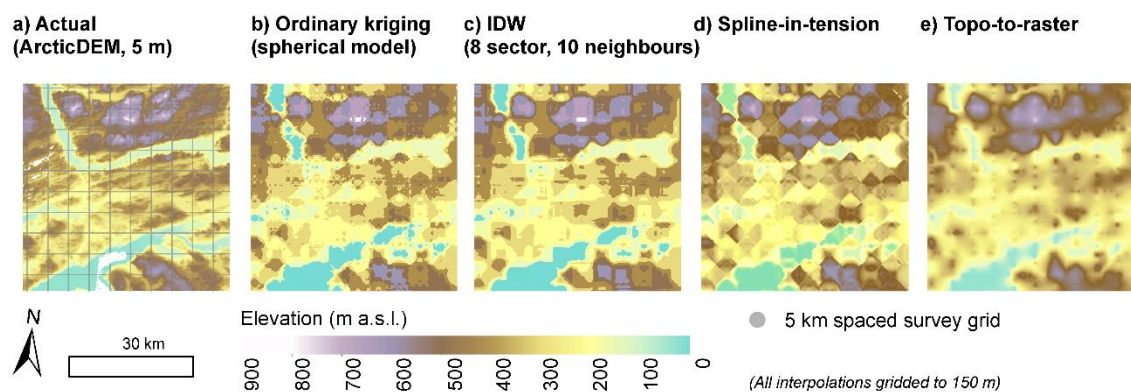 a) Actual
(ArcticDEM, 5 m)
b) Ordinary kriging
(spherical model)
c) IDW
(8 sector, 10 neighbours)
d) Spline-in-tension
e) Topo-to-raster
N
30 km
Elevation (m a.s.l.)
900
800
700
600
500
400
300
200
100
0
5 km spaced survey grid
(All interpolations gridded to 150 m)